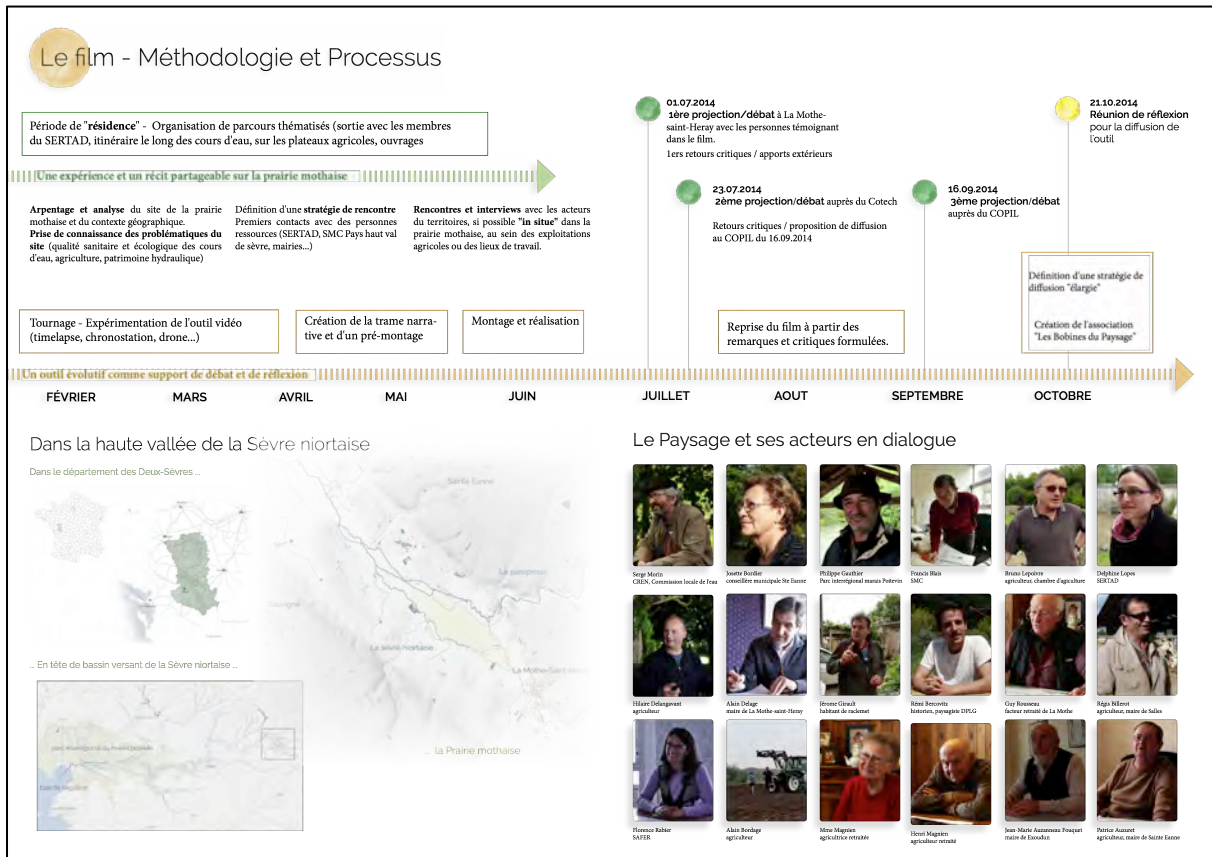 Le film - Méthodologie et Processus
Période de "résidence" - Organisation de parcours thématisés (sortie avec les membres
du SERTAD, itinéraire le long des cours d'eau, sur les plateaux agricoles, ouvrages
Une expérience et un récit partageable sur la prairie mothaise
Arpentage et analyse du site de la prairie
mothaise et du contexte géographique.
Prise de connaissance des problématiques du
site (qualité sanitaire et écologique des cours
d'eau, agriculture, patrimoine hydraulique)
Définition d'une stratégie de rencontre
Premiers contacts avec des personnes
ressources (SERTAD, SMC Pays haut val
de sèvre, mairies...)
Rencontres et interviews avec les acteurs
du territoires, si possible "in situe" dans la
prairie mothaise, au sein des exploitations
agricoles ou des lieux de travail.
01.07.2014
1ère projection/débat à La Mothe-
saint-Heray avec les personnes témoignant
dans le film.
1ers retours critiques / apports extérieurs
23.07.2014
2ème projection/débat auprès du Cotech
Retours critiques / proposition de diffusion
au COPIL du 16.09.2014
16.09.2014
3ème projection/débat
auprès du COPIL
21.10.2014
Réunion de réflexion
pour la diffusion de
l'outil
Définition d'une stratégie de
diffusion "élargie"
Création de l'association
"Les Bobines du Paysage"
Tournage - Expérimentation de l'outil vidéo
(timelapse, chronostation, drone...)
Création de la trame narra-
tive et d'un pré-montage
Montage et réalisation
Reprise du film à partir des
remarques et critiques formulées.
Un outil évolutif comme support de débat et de réflexion
FÉVRIER MARS AVRIL MAI JUIN JUILLET AOUT SEPTEMBRE OCTOBRE
Dans la haute vallée de la Sèvre niortaise
Dans le département des Deux-Sèvres ...
... En tête de bassin versant de la Sèvre niortaise ...
Sainte Eanne
Le pamproux
Souvigné
La sèvre niortaise
La Mothe-Saint-
... la Prairie mothaise
Le Paysage et ses acteurs en dialogue
Serge Morin
CREN, Commission locale de l'eau
Josette Bordier
conseillère municipale Ste Eanne
Philippe Gauthier
Parc interrégional marais Poitevin
Francis Blais
SMC
Bruno Lepoivre
agriculteur, chambre d'agiculture
Delphine Lopes
SERTAD
Hilaire Delangavant
agriculteur
Alain Delage
maire de La Mothe-saint-Heray
Jérome Girault
habitant de raclemet
Rémi Bercovitz
historien, paysagiste DPLG
Guy Rousseau
facteur retraité de La Mothe
Régis Billerot
agriculteur, maire de Salles
Florence Rabier
SAFER
Alain Bordage
agriculteur
Mme Magnien
agricultrice retraitée
Henri Magnien
agriculteur retraité
Jean-Marie Auzanneau Fouquet
maire de Exoudun
Patrice Auzuret
agriculteur, maire de Sainte Eanne